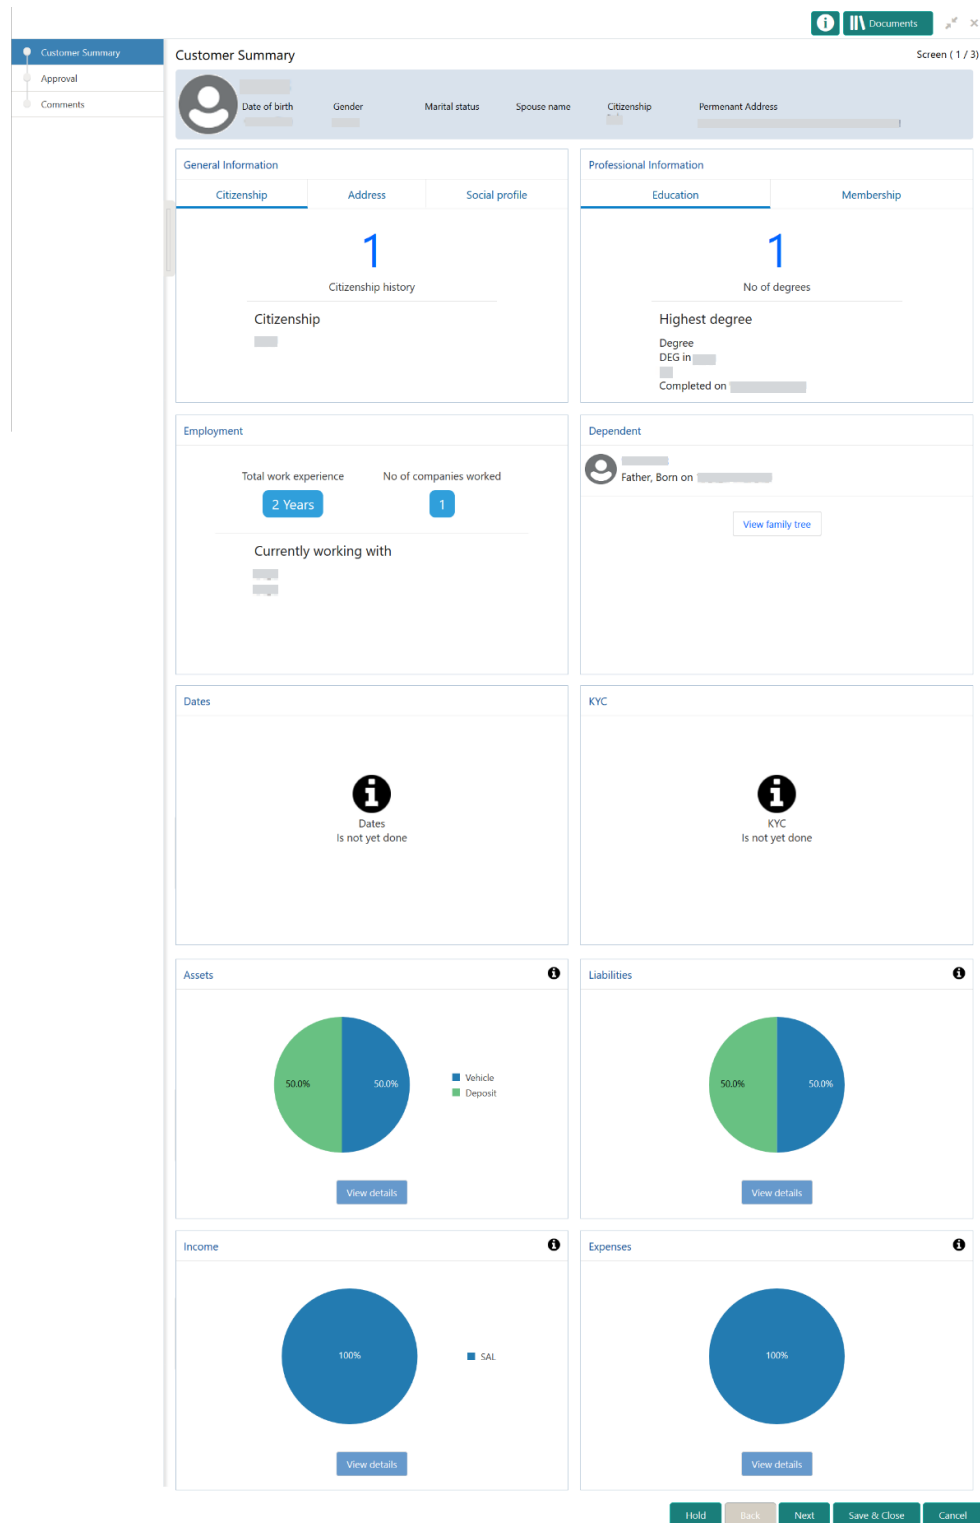 Documents
Customer Summary
Approval
Comments
Customer Summary
Screen ( 1 / 3)
Date of birth
Gender
Marital status
Spouse name
Citizenship
Permenant Address
General Information
Citizenship
Address
Social profile
1
Citizenship history
Citizenship
Professional Information
Education
Membership
1
No of degrees
Highest degree
Degree
DEG in
Completed on
Employment
Total work experience
No of companies worked
2 Years
1
Currently working with
Dependent
Father, Born on
View family tree
Dates
Dates
Is not yet done
KYC
KYC
Is not yet done
Assets
50.0%
50.0%
Vehicle
Deposit
View details
Liabilities
50.0%
50.0%
View details
Income
100%
SAL
View details
Expenses
100%
View details
Hold
Back
Next
Save & Close
Cancel